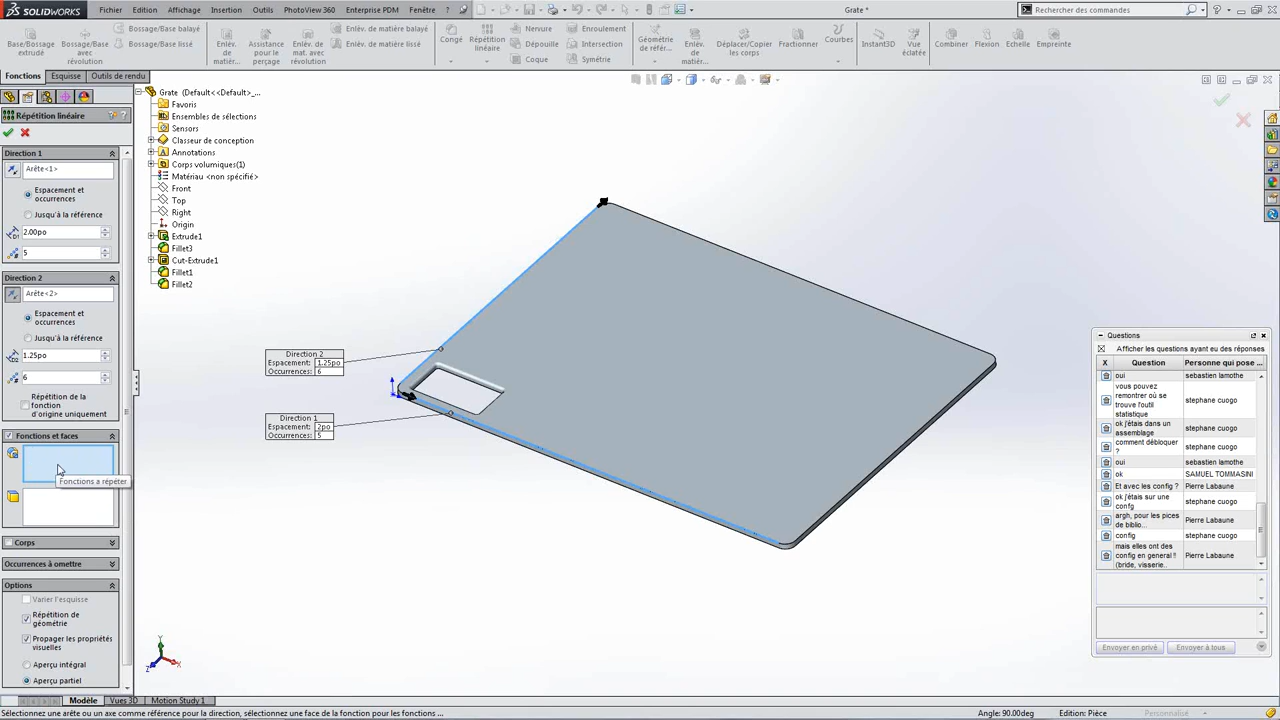 SOLIDWORKS
Fichier
Edition
Affichage
Insertion
Outils
PhotoView 360
Enterprise PDM
Fenêtre
?
Grate *
Rechercher des commandes
Base/Bossage
extrudé
Bossage/Base
avec
révolution
Bossage/Base balayé
Bossage/Base lissé
Enlèv.
de
matièr...
Assistance
pour le
perçage
Enlèv. de
mat. avec
révolution
Enlèv. de matière balayé
Enlèv. de matière lissé
Congé
Répétition
linéaire
Nervure
Dépouille
Coque
Enroulement
Intersection
Symétrie
Géométrie
de réfèr...
Enlèv.
de
matièr...
Déplacer/Copier
les corps
Fractionner
Courbes
Instant3D
Vue
éclatée
Combiner
Flexion
Echelle
Empreinte
Fonctions
Esquisse
Outils de rendu
Répétition linéaire
Direction 1
Arête<1>
Espacement et
occurrences
Jusqu'à la référence
2.00po
5
Direction 2
Arête<2>
Espacement et
occurrences
Jusqu'à la référence
1.25po
6
Répétition de la
fonction
d'origine uniquement
Fonctions et faces
Fonctions à répéter
Corps
Occurrences à omettre
Options
Varier l'esquisse
Répétition de
géométrie
Propager les propriétés
visuelles
Aperçu intégral
Aperçu partiel
Grate (Default<<Default>_...
Favoris
Ensembles de sélections
Sensors
Classeur de conception
Annotations
Corps volumiques(1)
Matériau <non spécifié>
Front
Top
Right
Origin
Extrude1
Fillet3
Cut-Extrude1
Fillet1
Fillet2
Direction 2
Espacement: 1.25po
Occurrences: 6
Direction 1
Espacement: 2po
Occurrences: 5
Questions
Afficher les questions ayant eu des réponses
X Question Personne qui pose ...
oui sebastien lamothe
vous pouvez
remontrer où se
trouve l'outil
statistique
stephane cuogo
ok j'étais dans un
assemblage
stephane cuogo
comment débloquer
?
stephane cuogo
oui sebastien lamothe
ok SAMUEL TOMMASINI
Et avec les config ? Pierre Labaune
ok j'étais sur une
confg
stephane cuogo
argh, pour les pices
de biblio...
Pierre Labaune
config stephane cuogo
mais elles ont des
config en general !!
(bride, visserie..
Pierre Labaune
Envoyer en privé
Envoyer à tous
Y
X
Z
Modèle
Vues 3D
Motion Study 1
Sélectionnez une arête ou un axe comme référence pour la direction, sélectionnez une face de la fonction pour les fonctions ...
Angle: 90.00deg
Edition: Pièce
Personnalisé